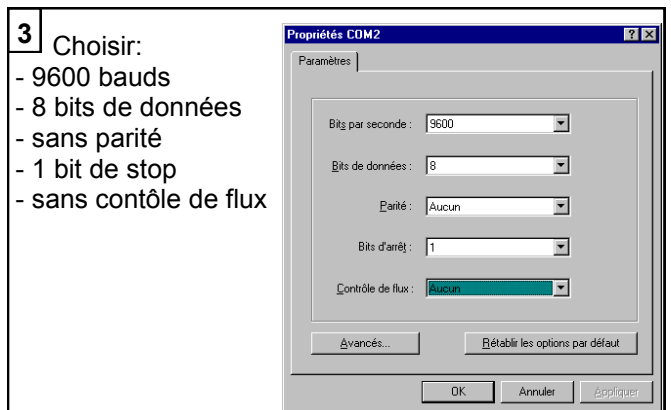 3
Choisir:
- 9600 bauds
- 8 bits de données
- sans parité
- 1 bit de stop
- sans contôle de flux
Propriétés COM2
Paramètres
Bits par seconde : 9600
Bits de données : 8
Parité : Aucun
Bits d'arrêt : 1
Contrôle de flux : Aucun
Avancés... Rétablir les options par défaut
OK Annuler Appliquer